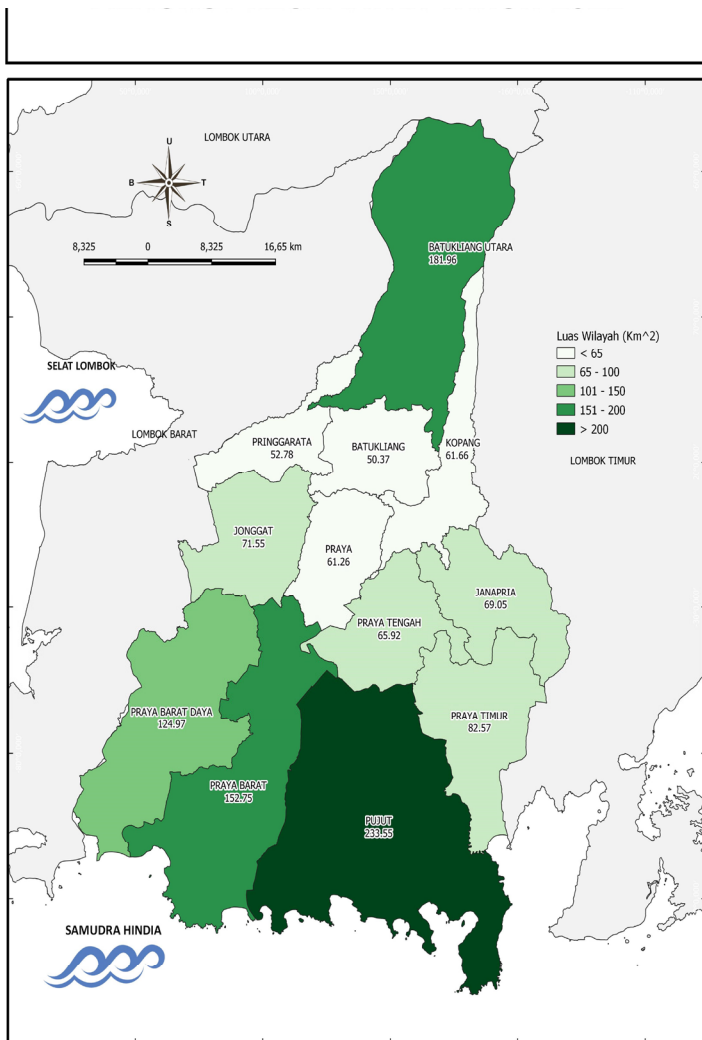 LOMBOK UTARA
U
B
T
S
8,325 0 8,325 16,65 km
BATUKLIANG UTARA
181.96
Luas Wilayah (Km^2)
< 65
65 - 100
101 - 150
151 - 200
> 200
SELAT LOMBOK
LOMBOK BARAT
PRINGGARATA
52.78
BATUKLIANG
50.37
KOPANG
61.66
LOMBOK TIMUR
JONGGAT
71.55
PRAYA
61.26
JANAPRIA
69.05
PRAYA TENGAH
65.92
PRAYA BARAT DAYA
124.97
PRAYA TIMUR
82.57
PRAYA BARAT
152.75
PUJUT
233.55
SAMUDRA HINDIA